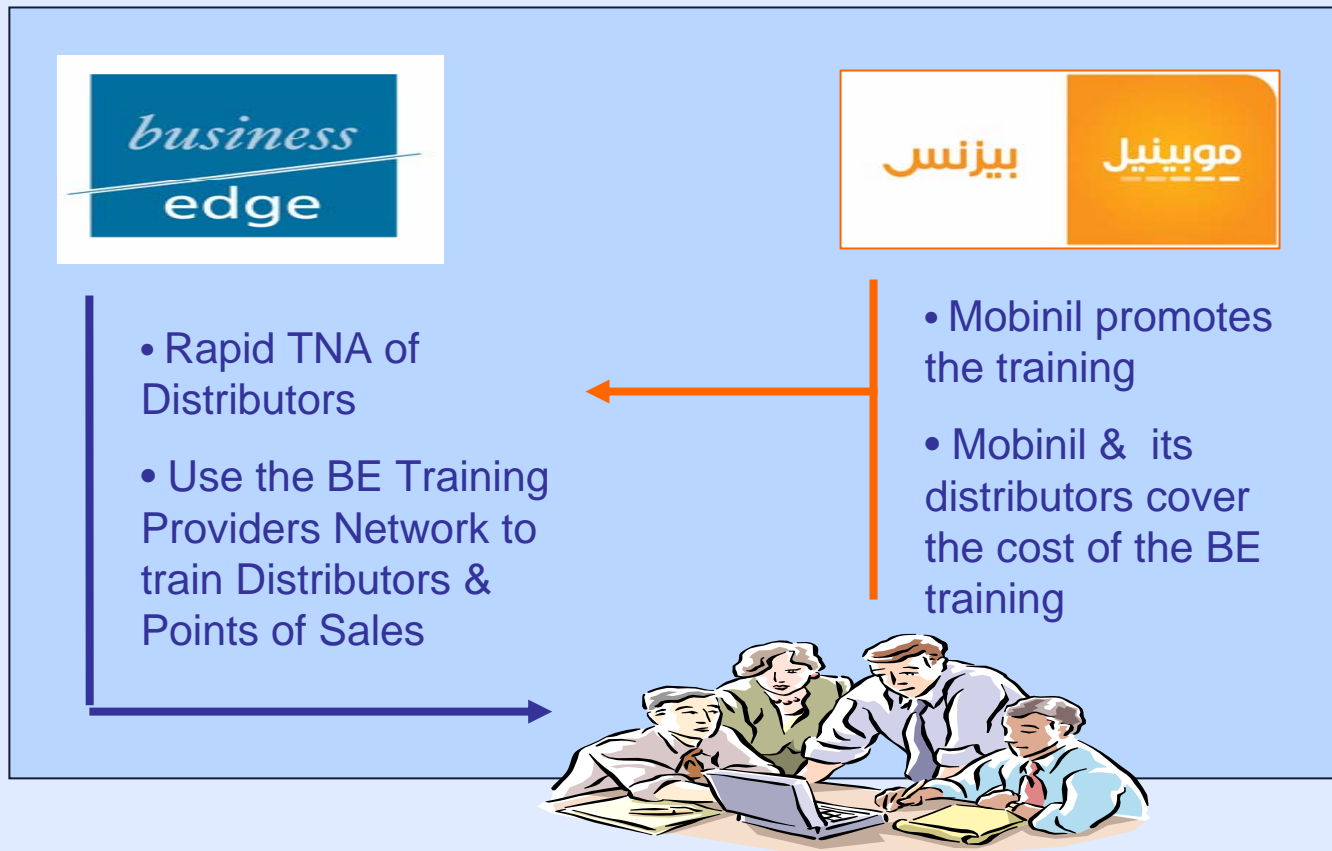 business
edge
بيزنس
موبينيل
• Rapid TNA of
Distributors
• Use the BE Training
Providers Network to
train Distributors &
Points of Sales
• Mobinil promotes
the training
• Mobinil & its
distributors cover
the cost of the BE
training